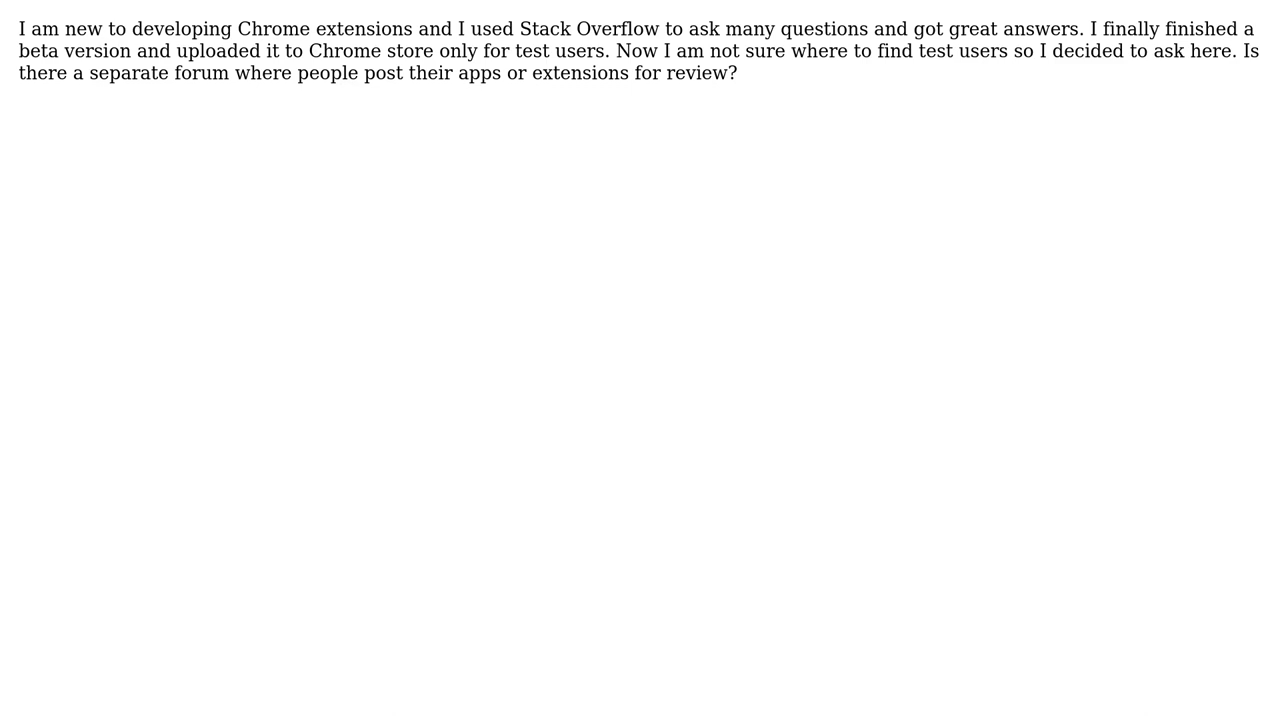 I am new to developing Chrome extensions and I used Stack Overflow to ask many questions and got great answers. I finally finished a
beta version and uploaded it to Chrome store only for test users. Now I am not sure where to find test users so I decided to ask here. Is
there a separate forum where people post their apps or extensions for review?